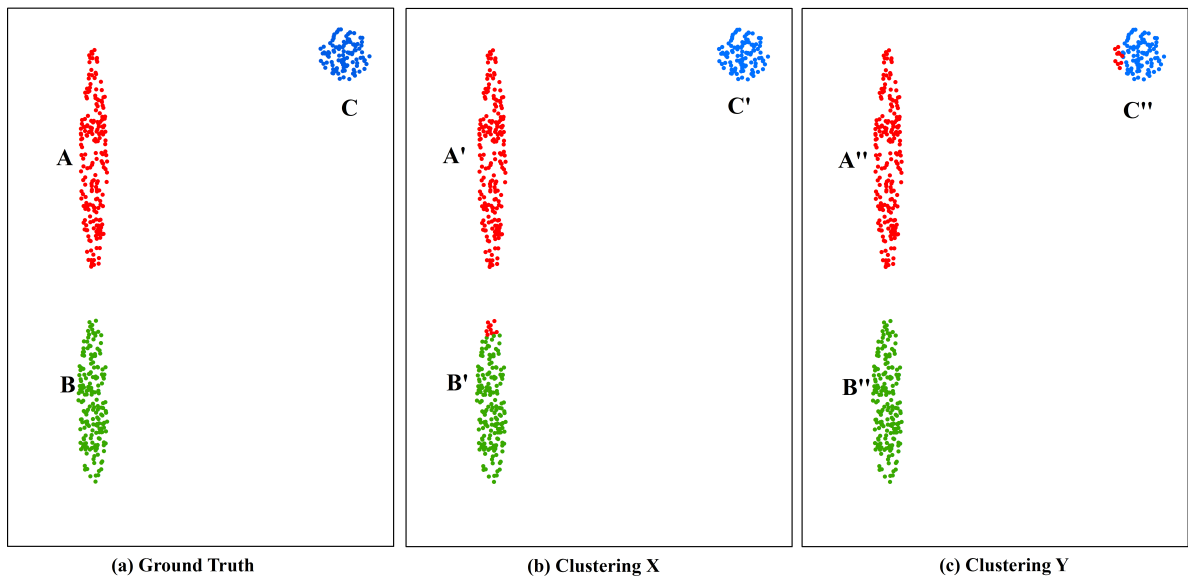 C
C'
C''
A
A'
A''
B
B'
B''
(a) Ground Truth
(b) Clustering X
(c) Clustering Y